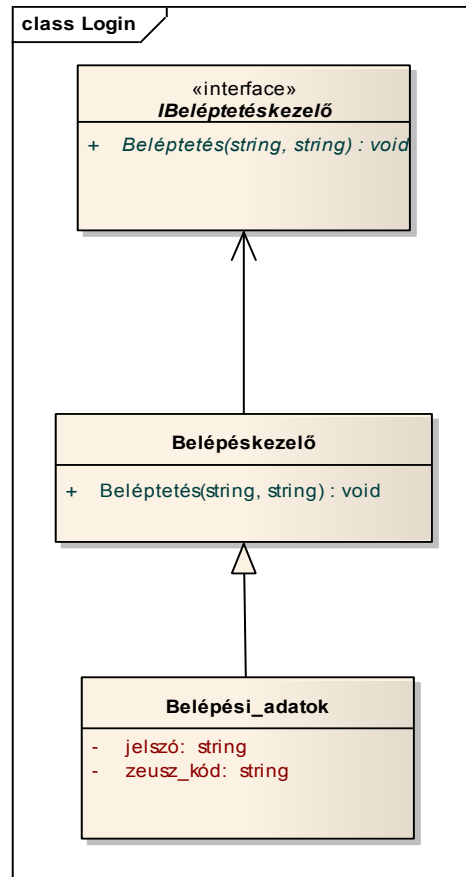 class Login
«interface»
IBeléptetéskezelő
+ Beléptetés(string, string) : void
Belépéskezelő
+ Beléptetés(string, string) : void
Belépési_adatok
- jelszó: string
- zeusz_kód: string